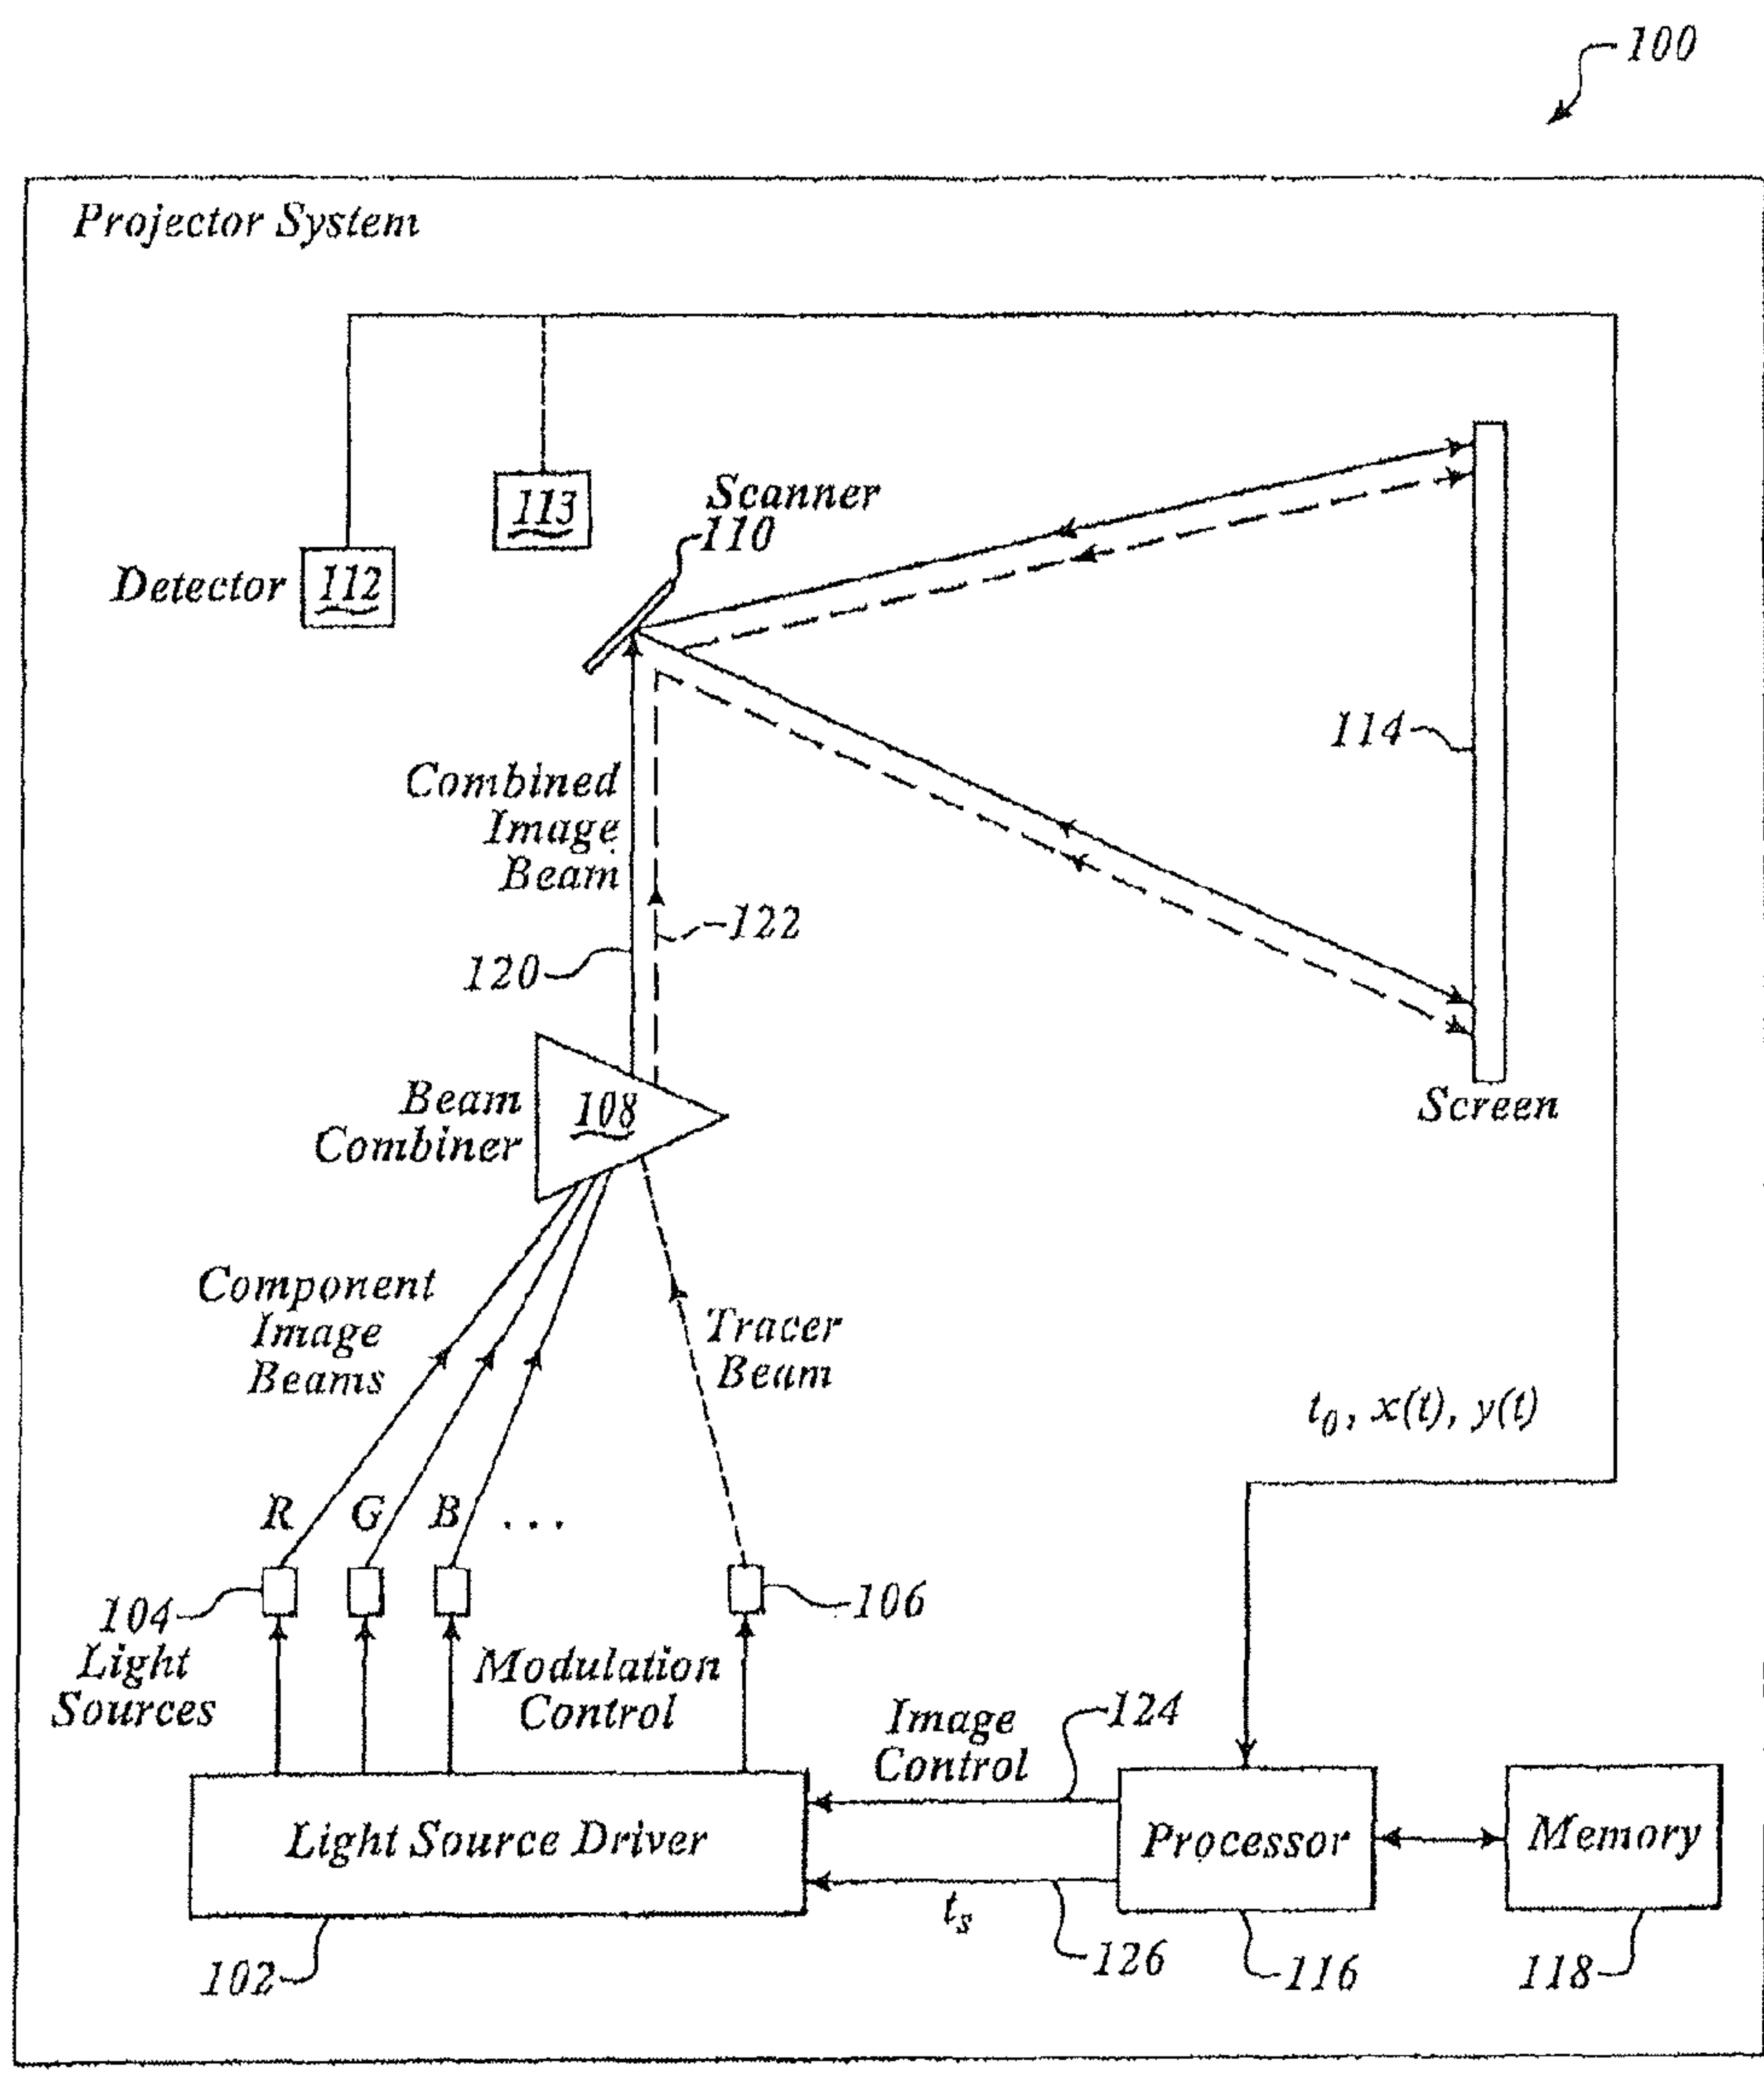 100
Projector System
113
Scanner
110
Detector
112
114
Combined
Image
Beam
122
120
Beam
Combiner
108
Screen
Component
Image
Beams
Tracer
Beam
t0, x(t), y(t)
R G B ...
104
106
Light
Sources
Modulation
Control
Image
Control
124
Light Source Driver
Processor
Memory
ts
102
126
116
118